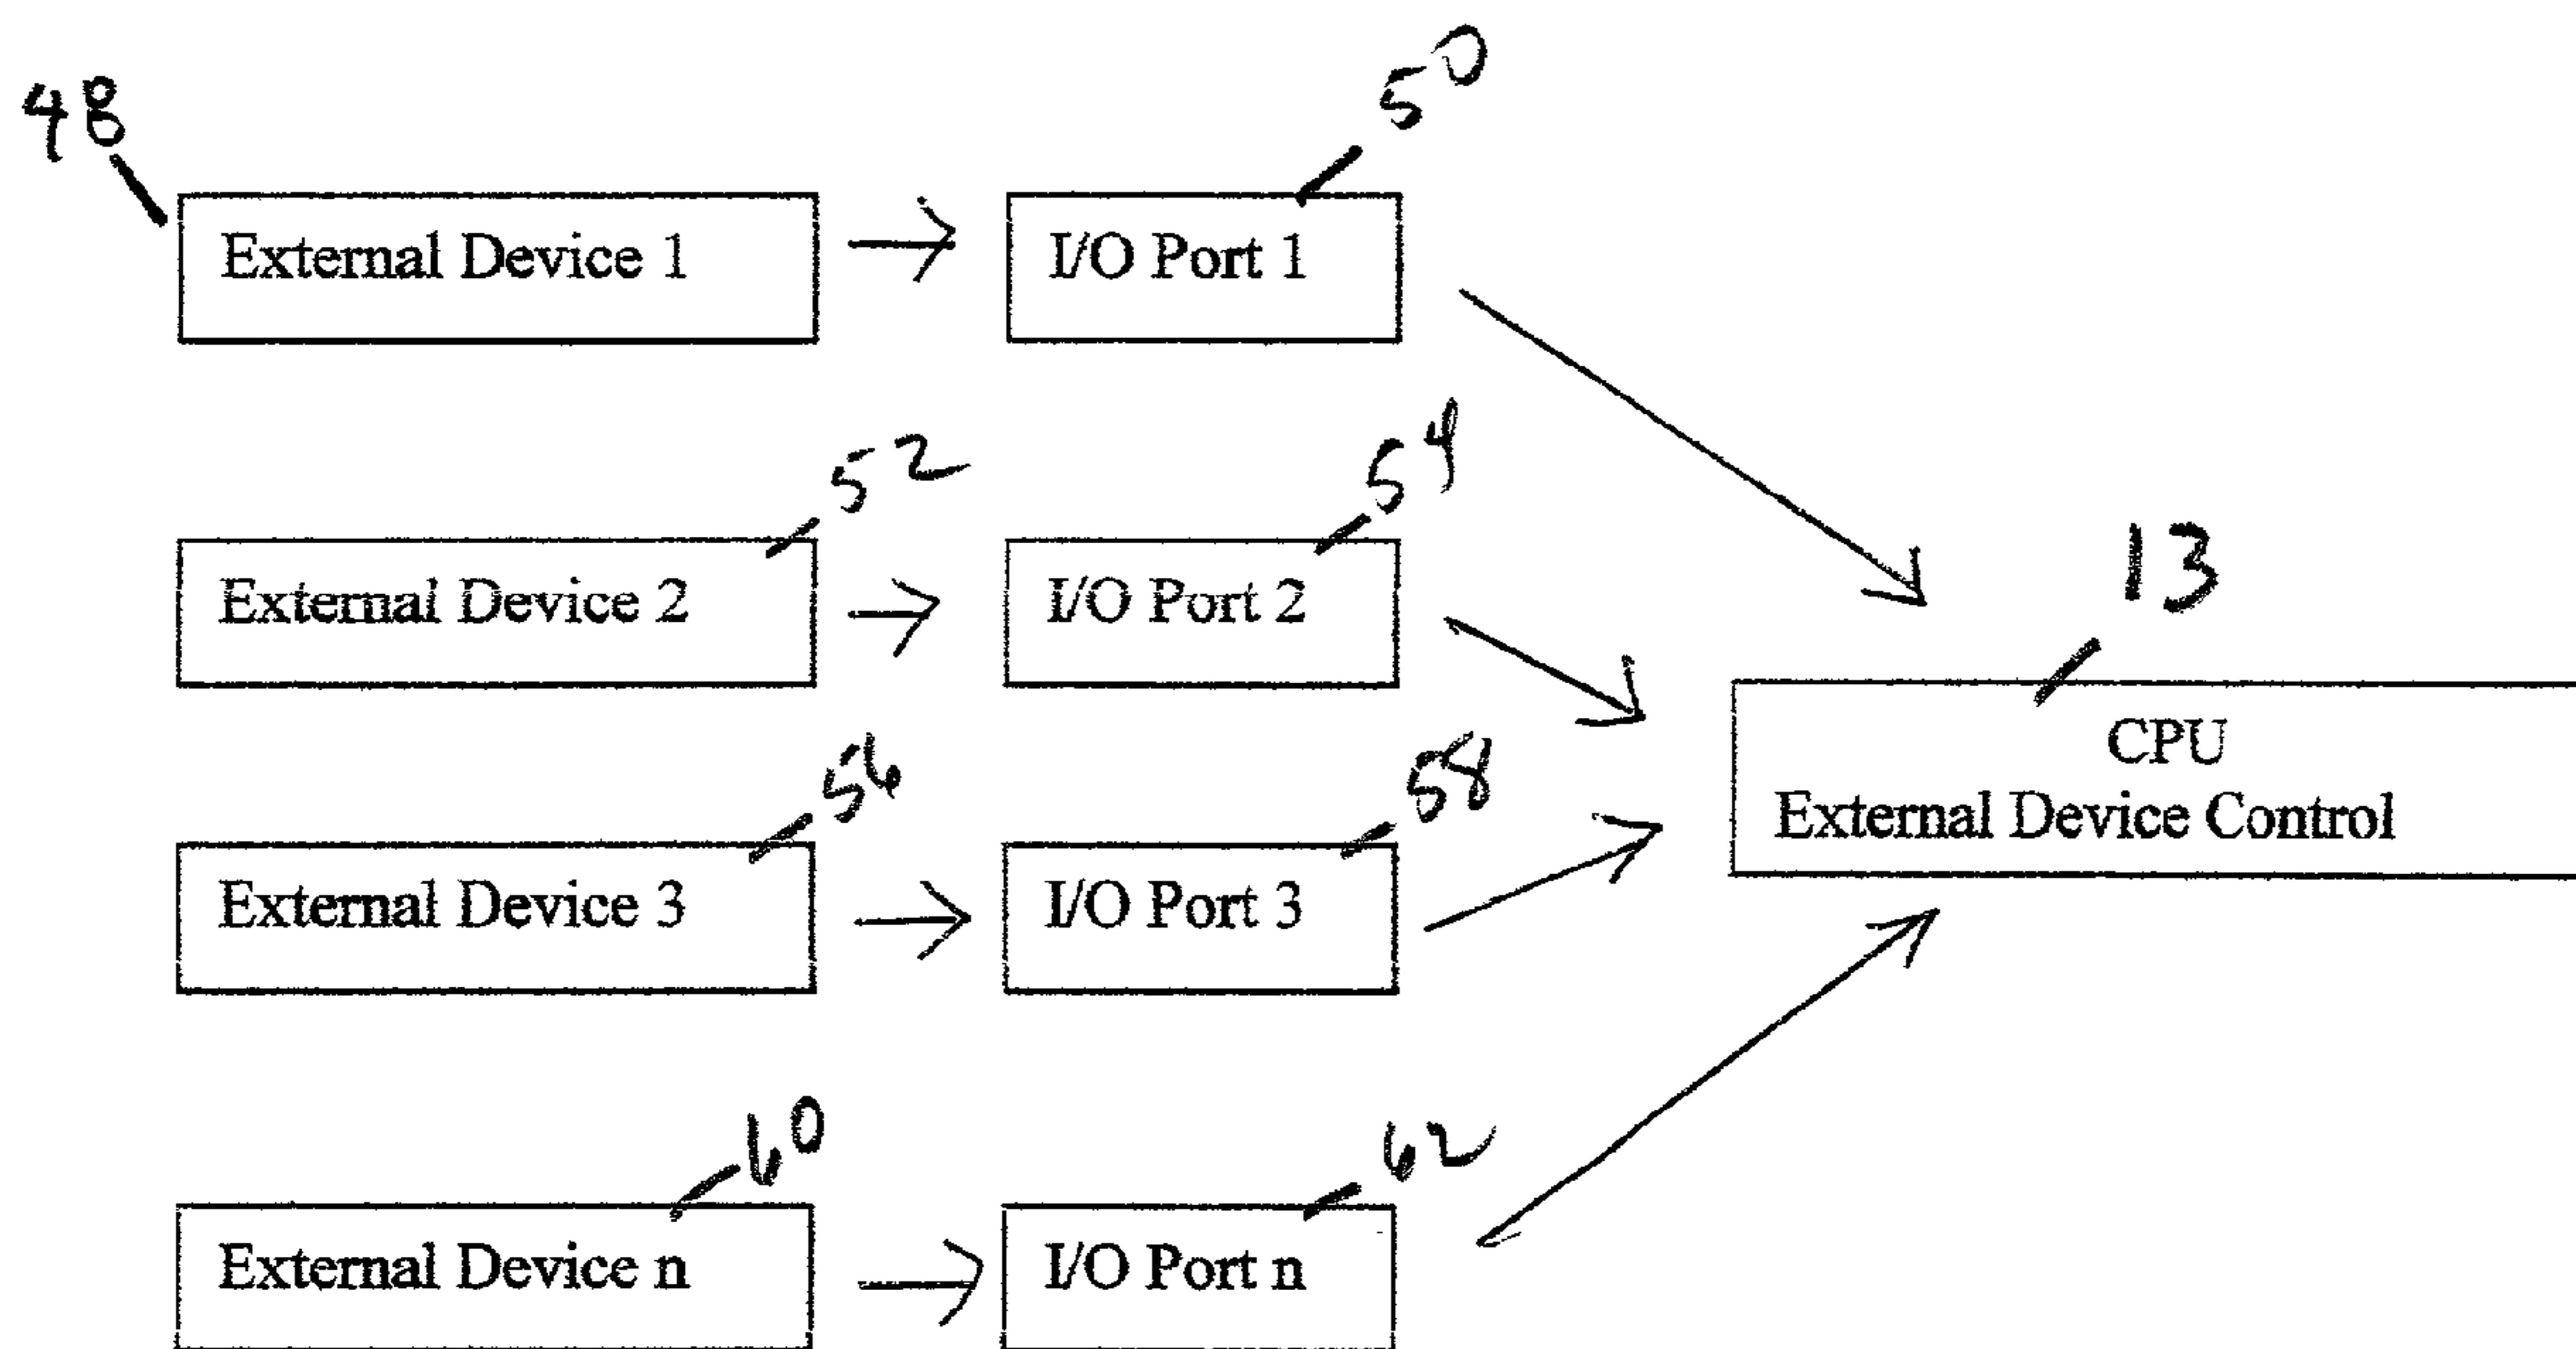 48
50
External Device 1
I/O Port 1
52
54
External Device 2
I/O Port 2
13
CPU
External Device Control
56
58
External Device 3
I/O Port 3
60
62
External Device n
I/O Port n